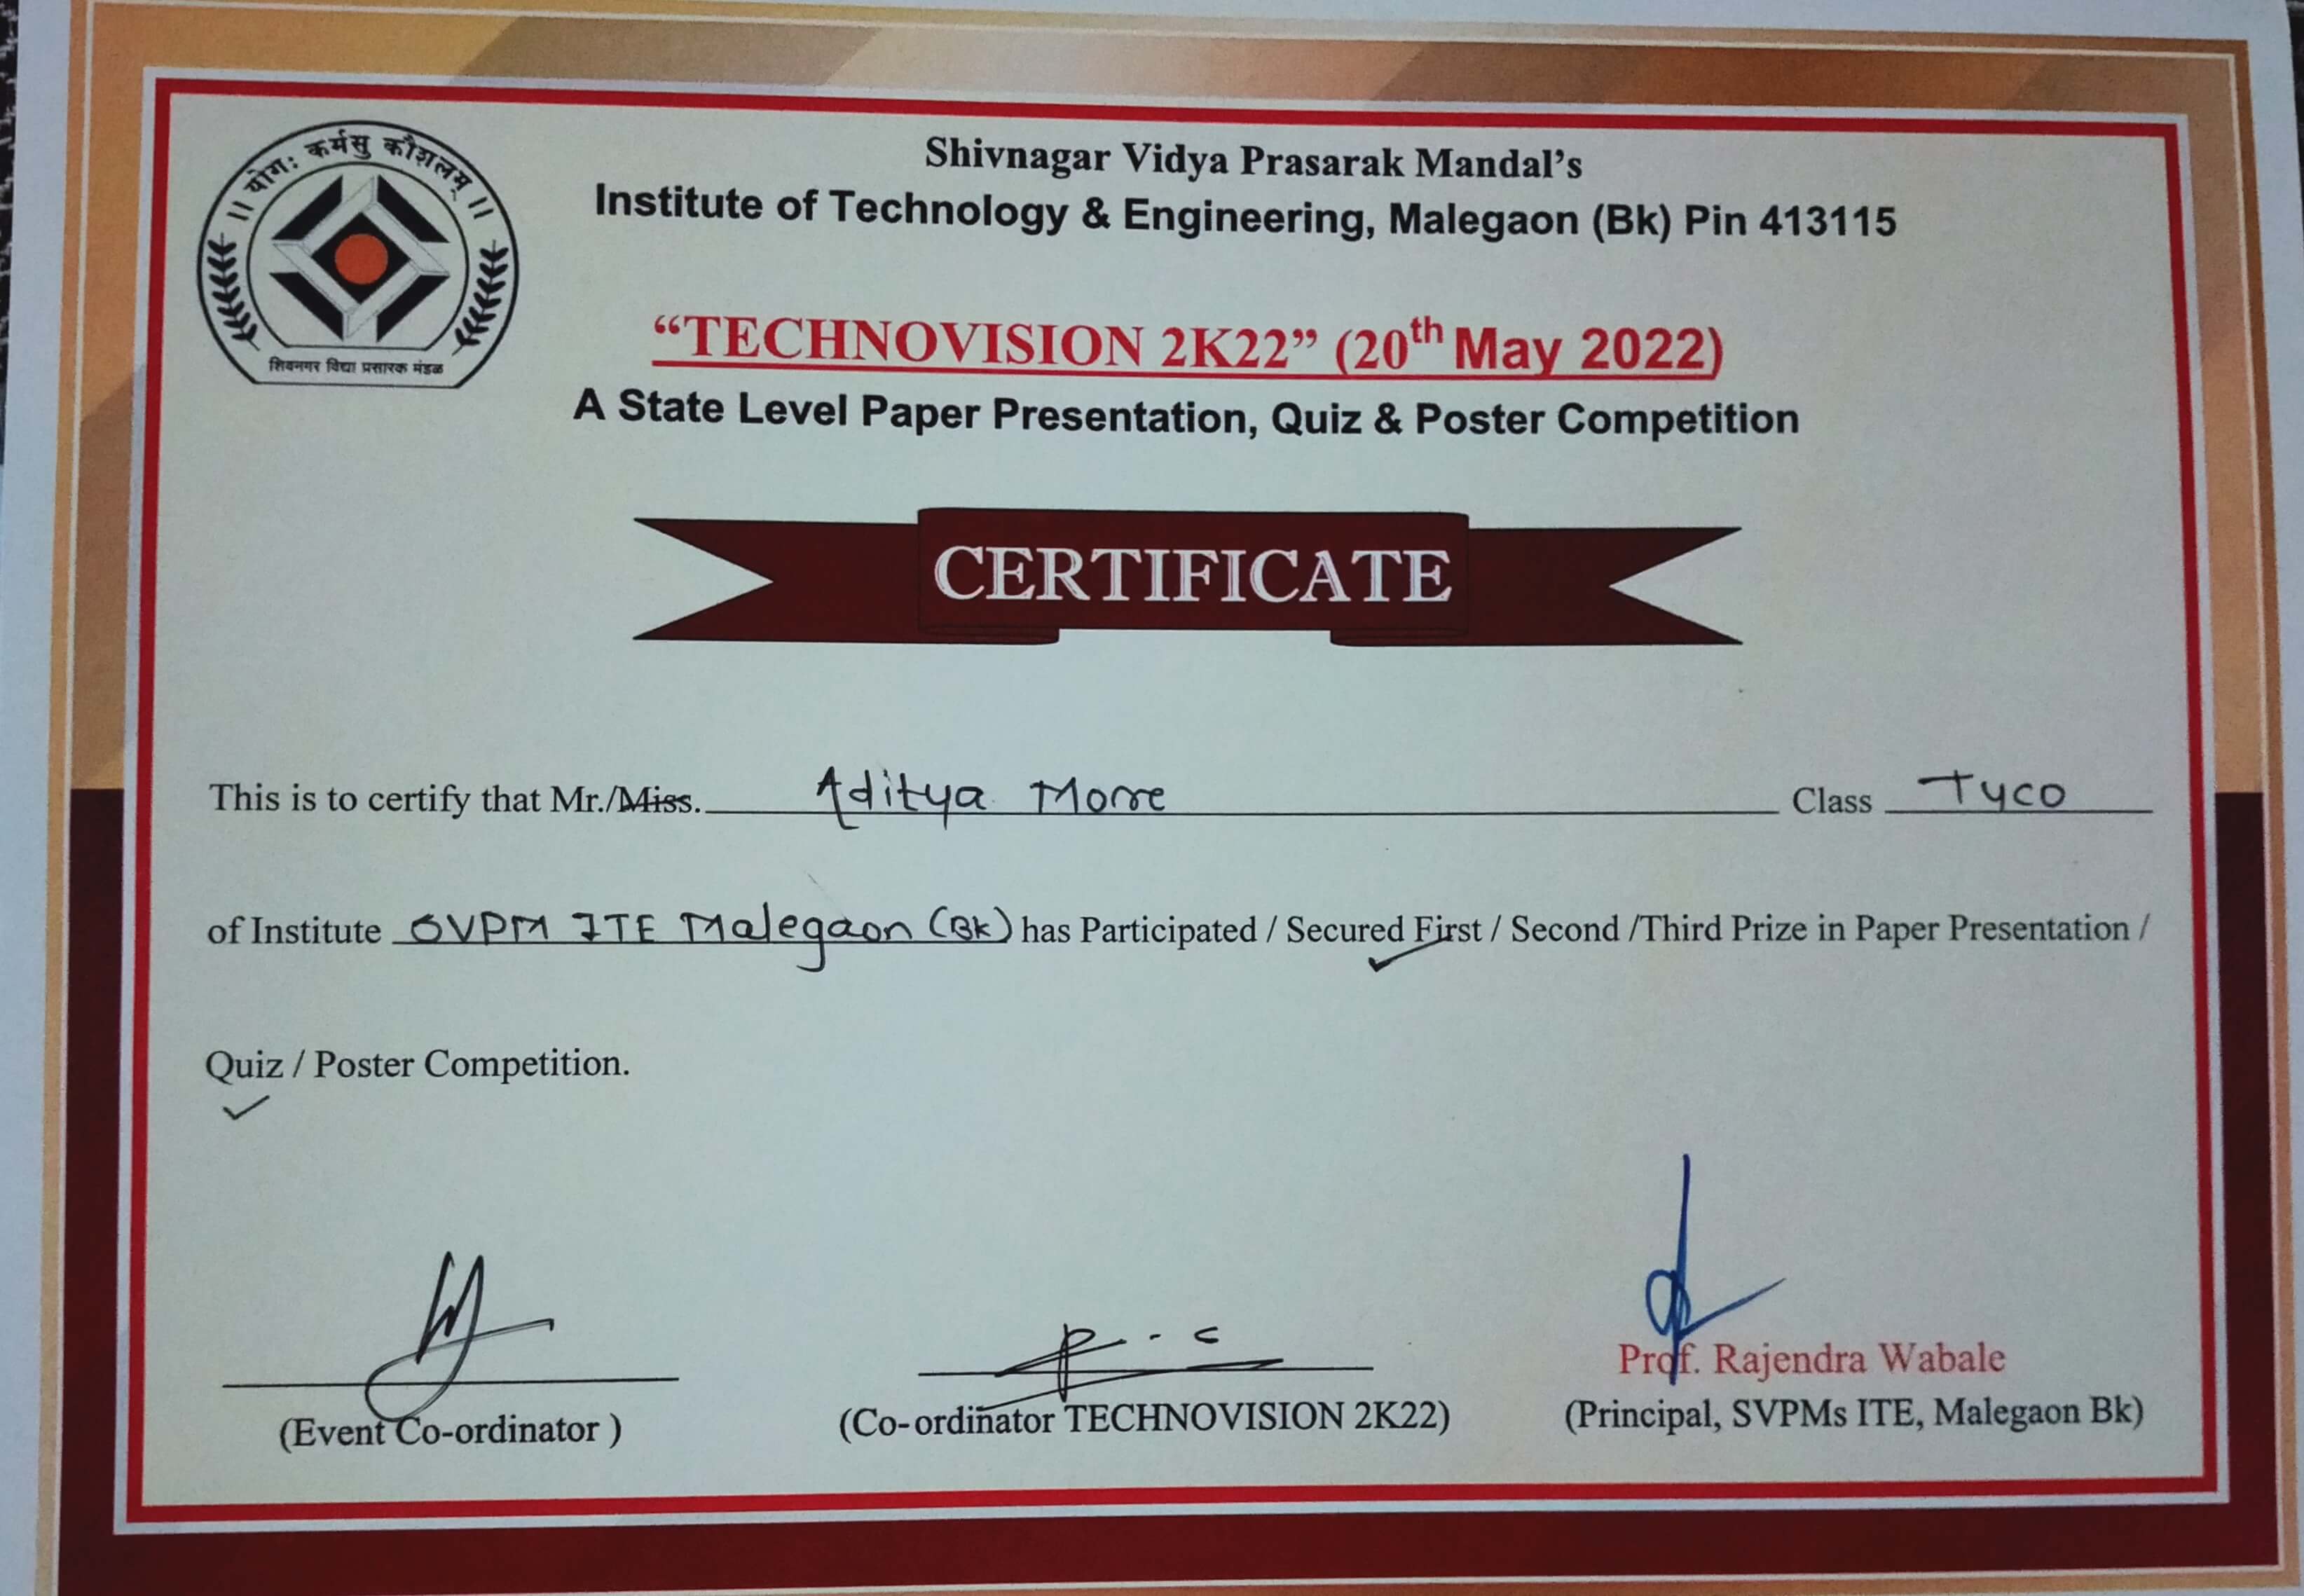 ॥ योगः कर्मसु कौशलम् ॥
शिवनगर विद्या प्रसारक मंडळ
Shivnagar Vidya Prasarak Mandal's
Institute of Technology & Engineering, Malegaon (Bk) Pin 413115
“TECHNOVISION 2K22” (20th May 2022)
A State Level Paper Presentation, Quiz & Poster Competition
CERTIFICATE
This is to certify that Mr./Miss. Aditya More Class Tyco
of Institute SVPM ITE Malegaon (Bk) has Participated / Secured First / Second /Third Prize in Paper Presentation /
Quiz / Poster Competition.
(Event Co-ordinator )
(Co-ordinator TECHNOVISION 2K22)
Prof. Rajendra Wabale
(Principal, SVPMs ITE, Malegaon Bk)